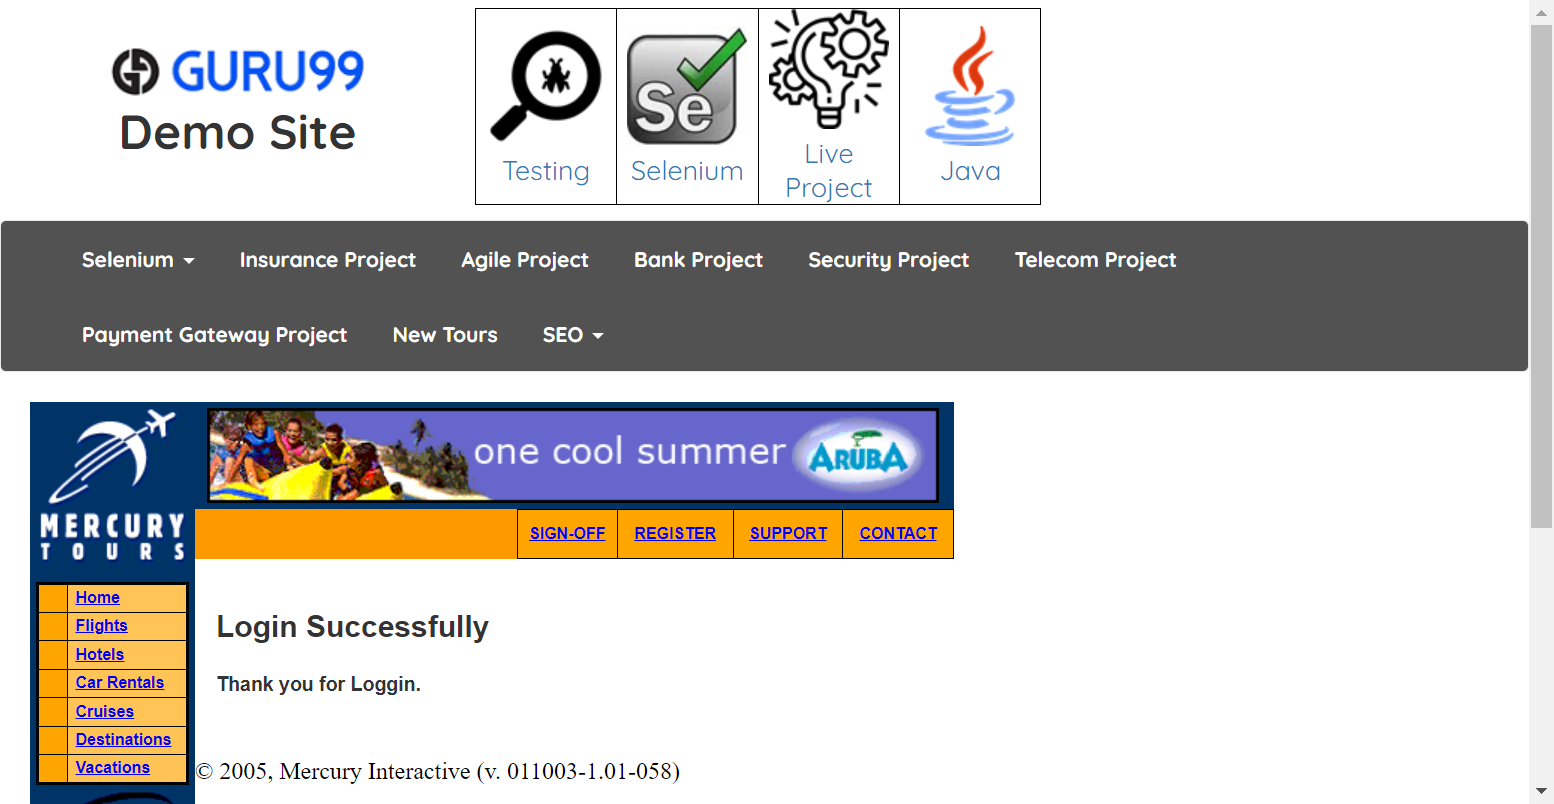 GURU99
Demo Site
Se
Testing
Selenium
Live
Project
Java
Selenium
Insurance Project
Agile Project
Bank Project
Security Project
Telecom Project
Payment Gateway Project
New Tours
SEO
MERCURY
TOURS
one cool summer
ARUBA
SIGN-OFF
REGISTER
SUPPORT
CONTACT
Home
Flights
Hotels
Car Rentals
Cruises
Destinations
Vacations
Login Successfully
Thank you for Loggin.
© 2005, Mercury Interactive (v. 011003-1.01-058)